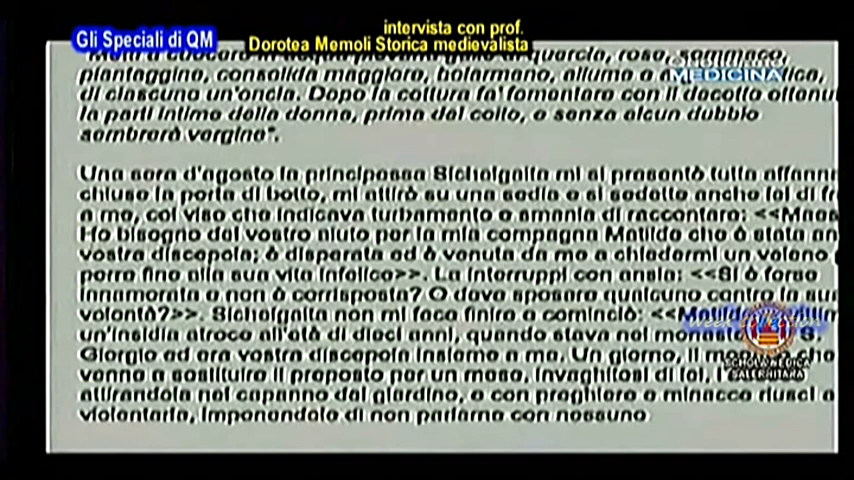 intervista con prof.
Gli Speciali di QM
Dorotea Memoli Storica medievalista
MEDICINA
plantaggine, consolida maggiore, bolarmeno, allume
di ciascuno un'oncia. Dopo la cottura fa' fomentare con il decotto
le parti intime della donna, prima del coito, e senza alcun dubbio
sembrerà vergine".
Una sera d'agosto la principessa Sichelgaita mi si presentò tutta
chiuse la porta di botto, mi attirò su una sedia e si sedette anche lei di
a me, col viso che indicava turbamento e smania di raccontare: <<
Ho bisogno del vostro aiuto per la mia compagna Matilde che è stata
vostra discepola; è disperata ed è venuta da me a chiedermi un veleno
porre fine alla sua vita infelice>>. La interruppi con ansia: <<Si è forse
innamorata e non è corrisposta? O deve sposare qualcuno contro la
volontà?>>. Sichelgaita non mi fece finire e cominciò: <<
un'insidia atroce all'età di dieci anni, quando stava nel S.
Giorgio ed era vostra discepola insieme a me. Un giorno, il che
venne a sostituire il preposto per un mese, invaghitosi di lei,
attirandola nel capanno del giardino, e con preghiere e minacce riuscì a
violentarla, imponendole di non parlarne con nessuno
SCHOLA MEDICA
SALERNITANA